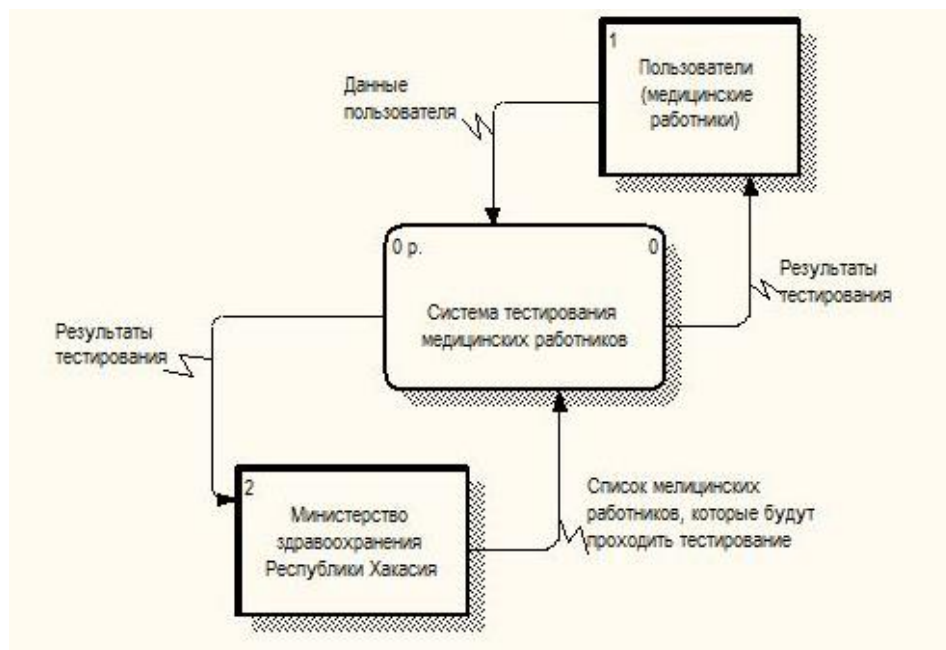 1
Пользователи
(медицинские
работники)
Данные
пользователя
0 р.
0
Система тестирования
медицинских работников
Результаты
тестирования
Результаты
тестирования
2
Министерство
здравоохранения
Республики Хакасия
Список мелицинских
работников, которые будут
проходить тестирование